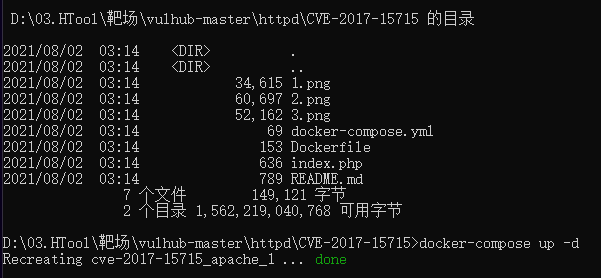 D:\03.HTool\靶场\vulhub-master\httpd\CVE-2017-15715 的目录
2021/08/02 03:14 <DIR> .
2021/08/02 03:14 <DIR> ..
2021/08/02 03:14 34,615 1.png
2021/08/02 03:14 60,697 2.png
2021/08/02 03:14 52,162 3.png
2021/08/02 03:14 69 docker-compose.yml
2021/08/02 03:14 153 Dockerfile
2021/08/02 03:14 636 index.php
2021/08/02 03:14 789 README.md
7 个文件 149,121 字节
2 个目录 1,562,219,040,768 可用字节
D:\03.HTool\靶场\vulhub-master\httpd\CVE-2017-15715>docker-compose up -d
Recreating cve-2017-15715_apache_1 ... done